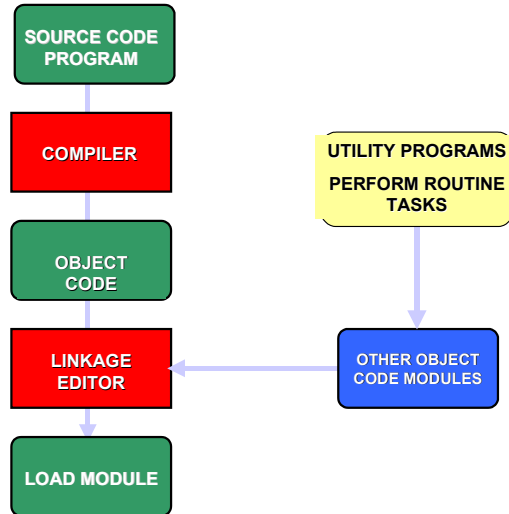 SOURCE CODE
PROGRAM
COMPILER
UTILITY PROGRAMS
PERFORM ROUTINE
TASKS
OBJECT
CODE
LINKAGE
EDITOR
OTHER OBJECT
CODE MODULES
LOAD MODULE